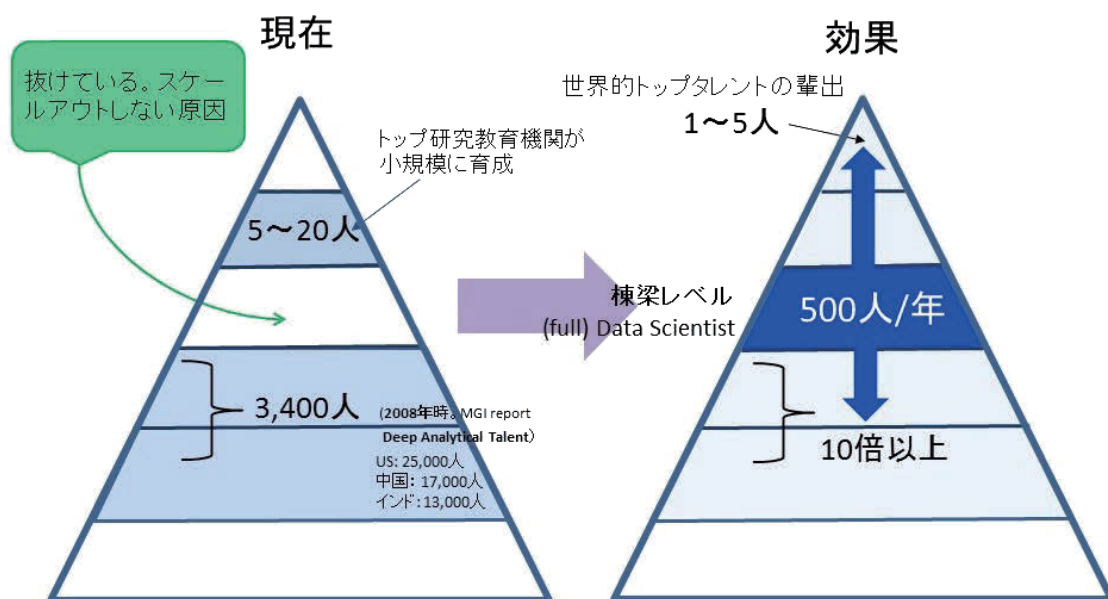 現在
抜けている。スケー
ルアウトしない原因
トップ研究教育機関が
小規模に育成
5～20人
3,400人
(2008年時。MGI report
Deep Analytical Talent)
US: 25,000人
中国： 17,000人
インド：13,000人
効果
世界的トップタレントの輩出
1～5人
棟梁レベル
(full) Data Scientist
500人/年
10倍以上